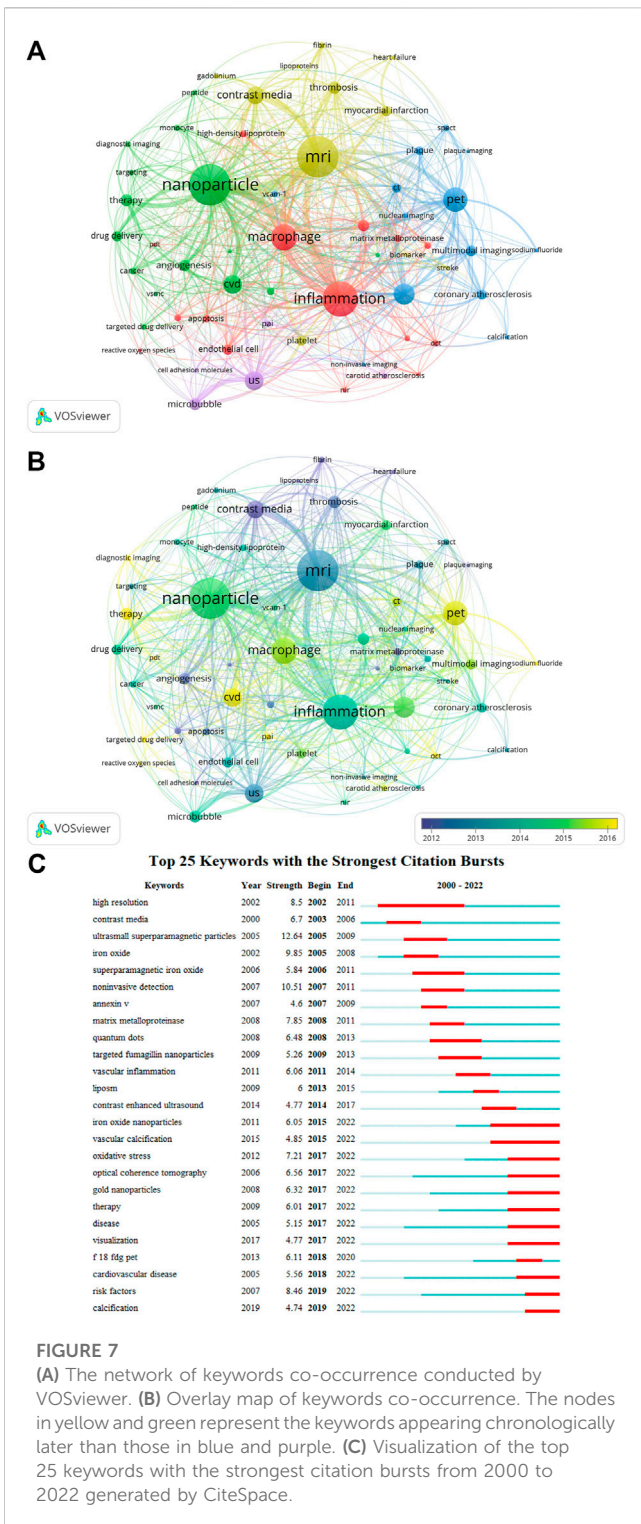 A
fibrin
heart failure
lipoproteins
gadolinium
thrombosis
contrast media
peptide
myocardial infarction
monocyte
high-density lipoprotein
spect
diagnostic imaging
mri
plaque
plaque imaging
targeting
nanoparticle
ct
therapy
vcam-1
pet
nuclear imaging
drug delivery
macrophage
matrix metalloproteinase
pdt
multimodal imaging
sodium fluoride
angiogenesis
biomarker
cancer
stroke
cvd
vsmc
inflammation
coronary atherosclerosis
targeted drug delivery
apoptosis
pai
calcification
reactive oxygen species
endothelial cell
platelet
oct
cell adhesion molecules
us
non-invasive imaging
carotid atherosclerosis
microbubble
nir
VOSviewer
B
fibrin
heart failure
lipoproteins
gadolinium
thrombosis
contrast media
peptide
myocardial infarction
monocyte
high-density lipoprotein
spect
diagnostic imaging
mri
plaque
plaque imaging
targeting
nanoparticle
ct
therapy
vcam-1
pet
nuclear imaging
drug delivery
macrophage
matrix metalloproteinase
pdt
multimodal imaging
sodium fluoride
angiogenesis
biomarker
cancer
stroke
cvd
vsmc
inflammation
coronary atherosclerosis
targeted drug delivery
apoptosis
pai
calcification
reactive oxygen species
endothelial cell
platelet
oct
cell adhesion molecules
us
non-invasive imaging
carotid atherosclerosis
microbubble
nir
VOSviewer
2012 2013 2014 2015 2016
C
Top 25 Keywords with the Strongest Citation Bursts
Keywords Year Strength Begin End 2000 - 2022
high resolution 2002 8.5 2002 2011
contrast media 2000 6.7 2003 2006
ultrasmall superparamagnetic particles 2005 12.64 2005 2009
iron oxide 2002 9.85 2005 2008
superparamagnetic iron oxide 2006 5.84 2006 2011
noninvasive detection 2007 10.51 2007 2011
annexin v 2007 4.6 2007 2009
matrix metalloproteinase 2008 7.85 2008 2011
quantum dots 2008 6.48 2008 2013
targeted fumagillin nanoparticles 2009 5.26 2009 2013
vascular inflammation 2011 6.06 2011 2014
liposm 2009 6 2013 2015
contrast enhanced ultrasound 2014 4.77 2014 2017
iron oxide nanoparticles 2011 6.05 2015 2022
vascular calcification 2015 4.85 2015 2022
oxidative stress 2012 7.21 2017 2022
optical coherence tomography 2006 6.56 2017 2022
gold nanoparticles 2008 6.32 2017 2022
therapy 2009 6.01 2017 2022
disease 2005 5.15 2017 2022
visualization 2017 4.77 2017 2022
f 18 fdg pet 2013 6.11 2018 2020
cardiovascular disease 2005 5.56 2018 2022
risk factors 2007 8.46 2019 2022
calcification 2019 4.74 2019 2022
FIGURE 7
(A) The network of keywords co-occurrence conducted by
VOSviewer. (B) Overlay map of keywords co-occurrence. The nodes
in yellow and green represent the keywords appearing chronologically
later than those in blue and purple. (C) Visualization of the top
25 keywords with the strongest citation bursts from 2000 to
2022 generated by CiteSpace.